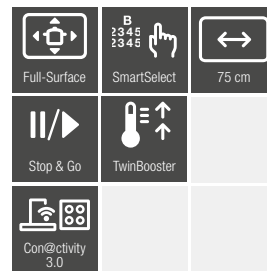 B
2345
2345
Full-Surface
SmartSelect
75 cm
Stop & Go
TwinBooster
Con@ctivity
3.0